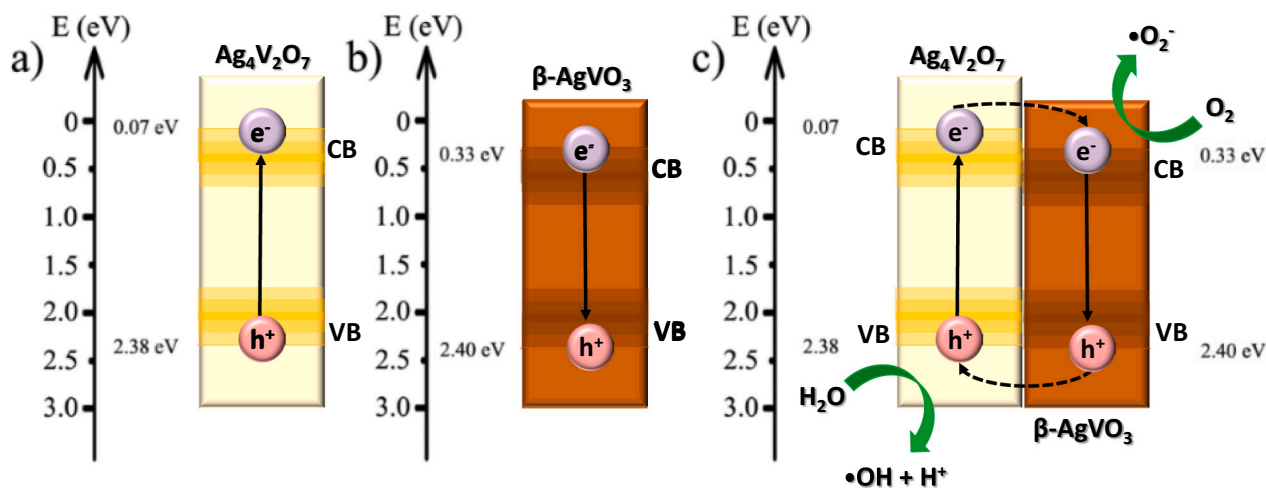 a)
E (eV)
Ag₄V₂O₇
0
0.5
1.0
1.5
2.0
2.5
3.0
0.07 eV
2.38 eV
e⁻
h⁺
CB
VB
b)
E (eV)
β-AgVO₃
0
0.5
1.0
1.5
2.0
2.5
3.0
0.33 eV
2.40 eV
e⁻
h⁺
CB
VB
c)
E (eV)
Ag₄V₂O₇
•O₂⁻
O₂
0
0.5
1.0
1.5
2.0
2.5
3.0
0.07
2.38
CB
VB
e⁻
h⁺
e⁻
h⁺
CB
VB
0.33 eV
2.40 eV
H₂O
•OH + H⁺
β-AgVO₃